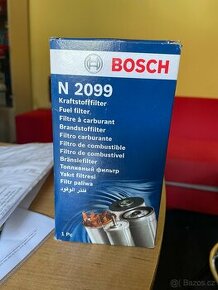 BOSCH
N 2099
Kraftstofffilter
Fuel filter
Filtre à carburant
Brandstoffilter
Filtro carburante
Filtro de combustible
Filtro de combustível
Bränslefilter
Топливный фильтр
Yakıt filtresi
Filtr paliwa
فلتر الوقود
1 Pc
Bazoš.cz